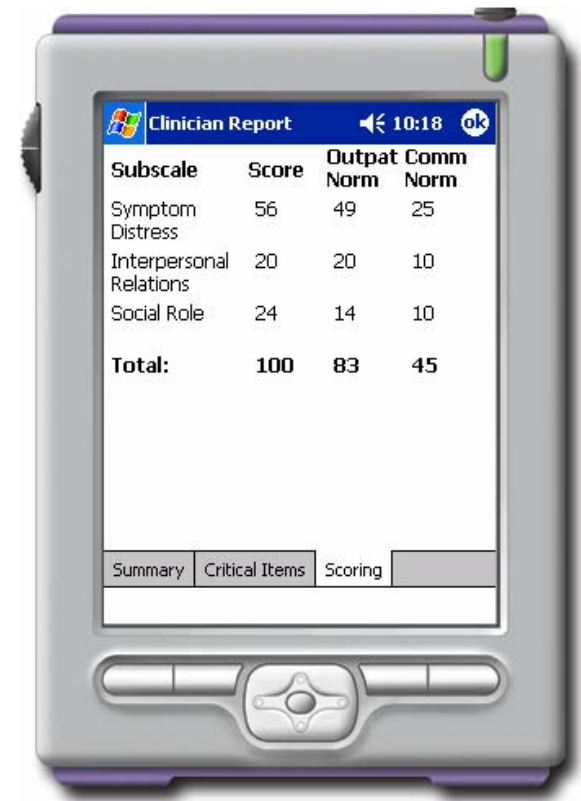 Clinician Report 10:18 ok
Subscale Score Outpat Norm Comm Norm
Symptom Distress 56 49 25
Interpersonal Relations 20 20 10
Social Role 24 14 10
Total: 100 83 45
Summary Critical Items Scoring